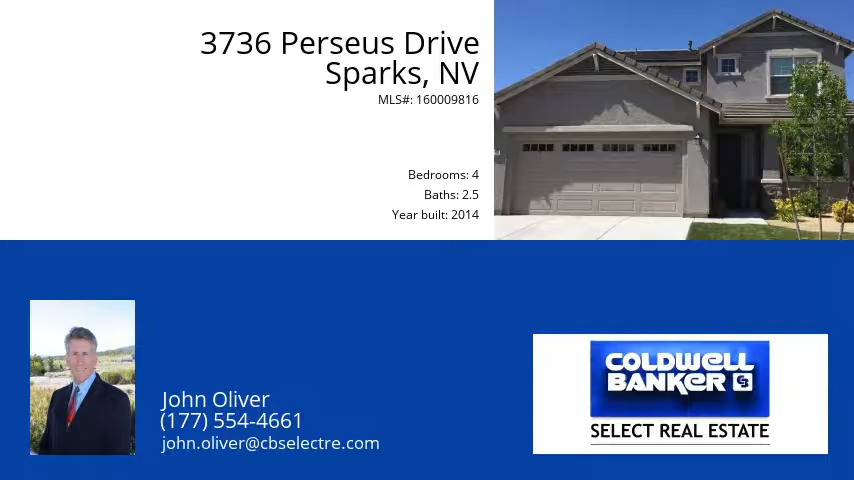 3736 Perseus Drive
Sparks, NV
MLS#: 160009816
Bedrooms: 4
Baths: 2.5
Year built: 2014
John Oliver
(177) 554-4661
john.oliver@cbselectre.com
COLDWELL
BANKER CB
SELECT REAL ESTATE